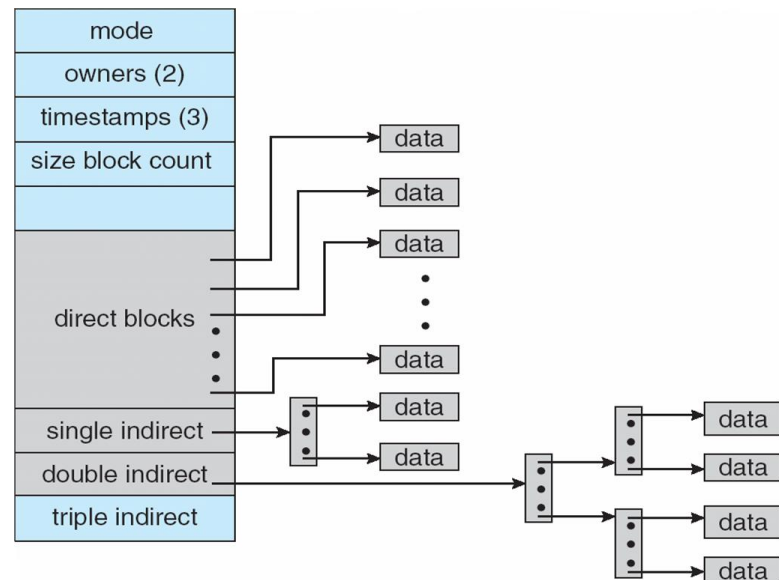 mode
owners (2)
timestamps (3)
size block count
direct blocks
single indirect
double indirect
triple indirect
data
data
data
data
data
data
data
data
data
data